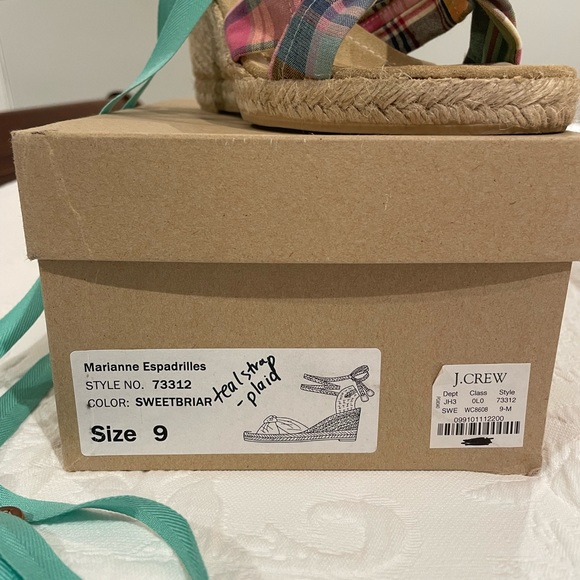 Marianne Espadrilles
STYLE NO. 73312
COLOR: SWEETBRIAR
teal strap
- plaid
Size 9
J.CREW
Dept Class Style
JH3 0L0 73312
SWE WC8608 9-M
099101112200